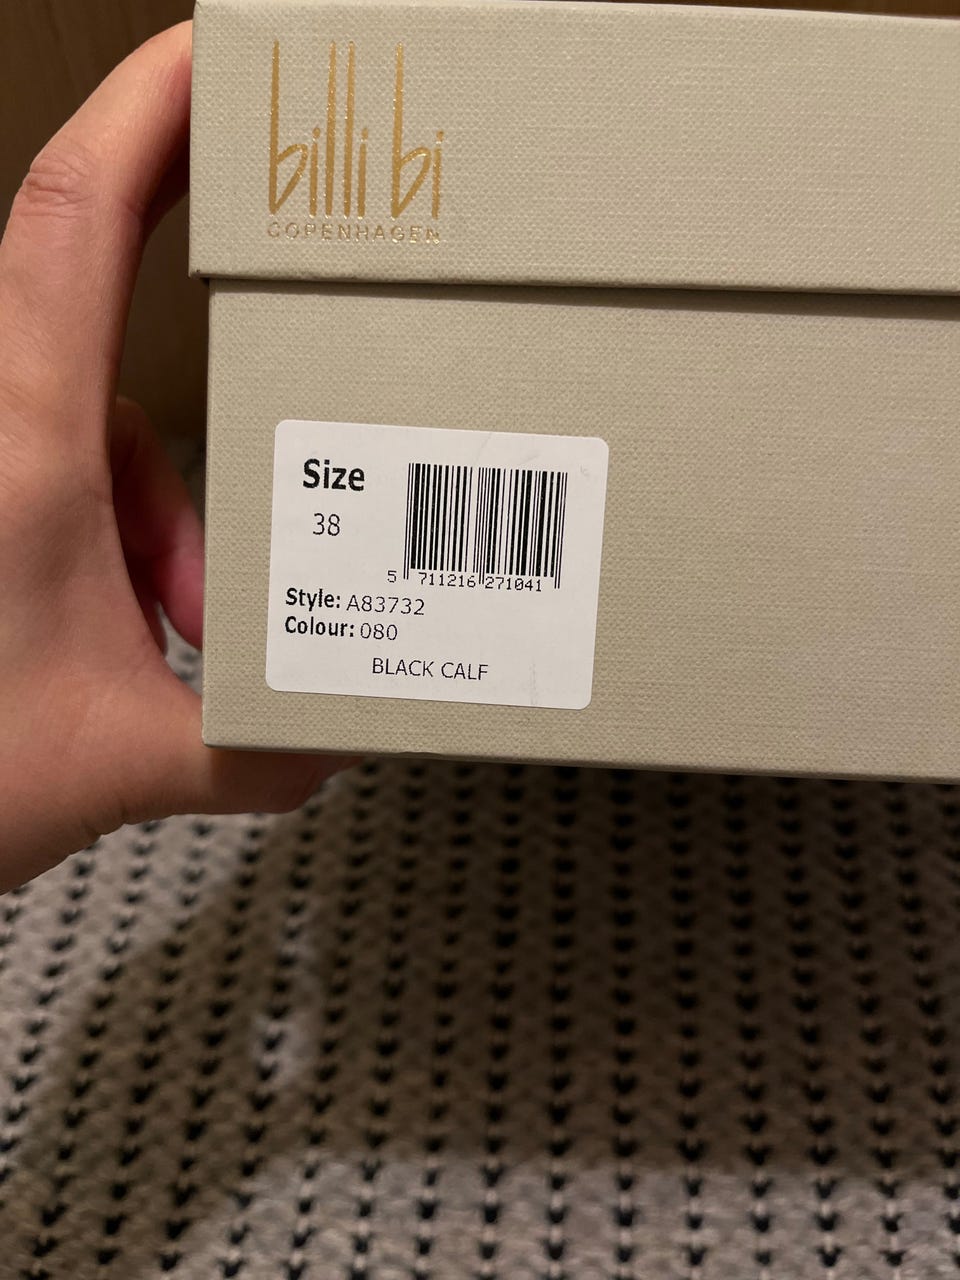 billi bi
COPENHAGEN
Size
38
5 711216 271041
Style: A83732
Colour: 080
BLACK CALF